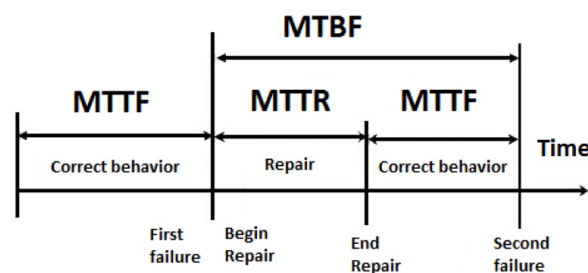 MTBF
MTTF
MTTR
MTTF
Correct behavior
Repair
Correct behavior
Time
First
failure
Begin
Repair
End
Repair
Second
failure